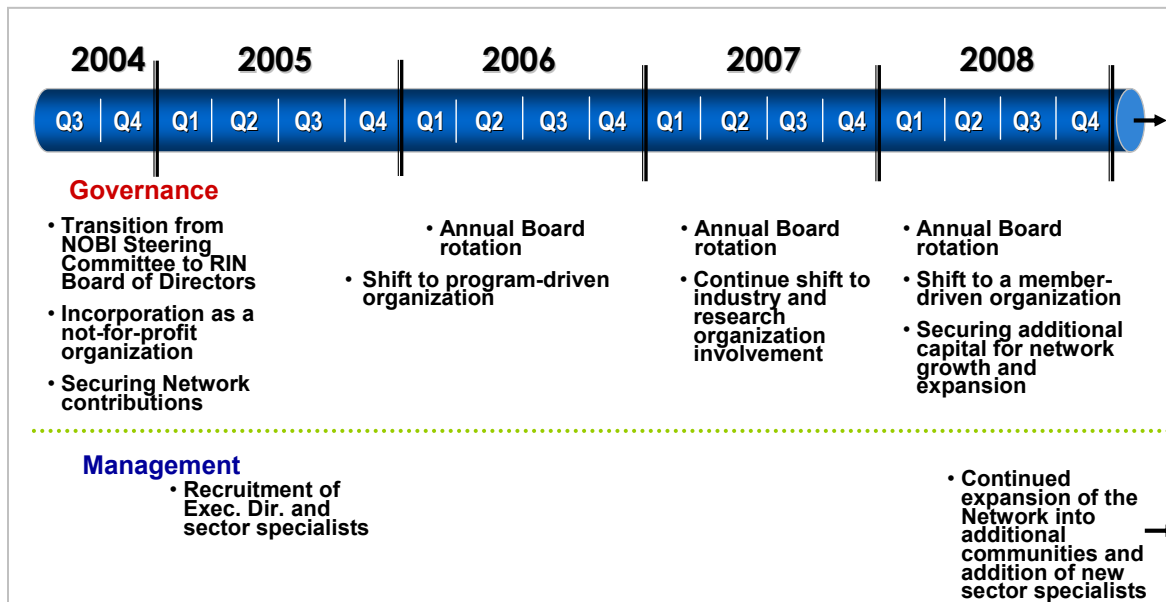 2004 2005 2006 2007 2008
Q3 Q4 Q1 Q2 Q3 Q4 Q1 Q2 Q3 Q4 Q1 Q2 Q3 Q4 Q1 Q2 Q3 Q4
Governance
• Transition from
NOBI Steering
Committee to RIN
Board of Directors
• Incorporation as a
not-for-profit
organization
• Securing Network
contributions
• Annual Board
rotation
• Shift to program-driven
organization
• Annual Board
rotation
• Continue shift to
industry and
research
organization
involvement
• Annual Board
rotation
• Shift to a member-
driven organization
• Securing additional
capital for network
growth and
expansion
Management
• Recruitment of
Exec. Dir. and
sector specialists
• Continued
expansion of the
Network into
additional
communities and
addition of new
sector specialists